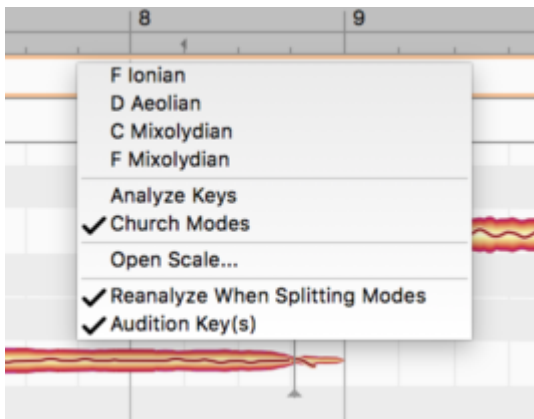 8 9
F Ionian
D Aeolian
C Mixolydian
F Mixolydian
Analyze Keys
Church Modes
Open Scale...
Reanalyze When Splitting Modes
Audition Key(s)